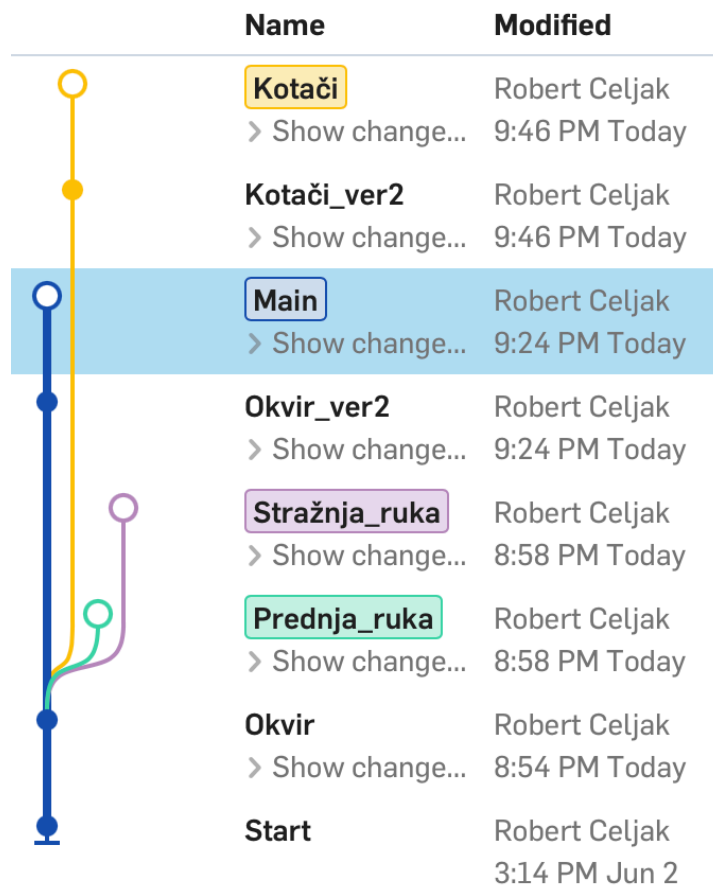 Name Modified
Kotači Robert Celjak
Show change... 9:46 PM Today
Kotači_ver2 Robert Celjak
Show change... 9:46 PM Today
Main Robert Celjak
Show change... 9:24 PM Today
Okvir_ver2 Robert Celjak
Show change... 9:24 PM Today
Stražnja_ruka Robert Celjak
Show change... 8:58 PM Today
Prednja_ruka Robert Celjak
Show change... 8:58 PM Today
Okvir Robert Celjak
Show change... 8:54 PM Today
Start Robert Celjak
3:14 PM Jun 2